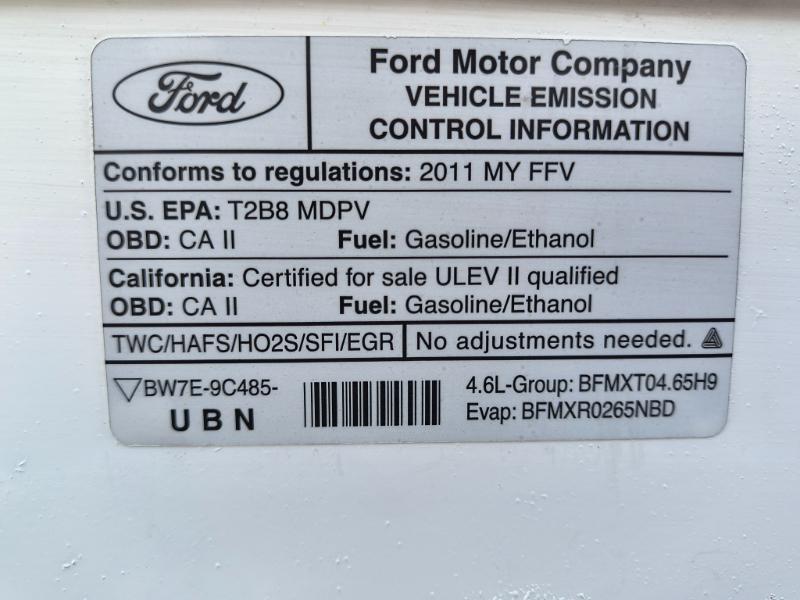 Ford
Ford Motor Company
VEHICLE EMISSION
CONTROL INFORMATION
Conforms to regulations: 2011 MY FFV
U.S. EPA: T2B8 MDPV
OBD: CA II Fuel: Gasoline/Ethanol
California: Certified for sale ULEV II qualified
OBD: CA II Fuel: Gasoline/Ethanol
TWC/HAFS/HO2S/SFI/EGR No adjustments needed.
BW7E-9C485-
UBN
4.6L-Group: BFMXT04.65H9
Evap: BFMXR0265NBD